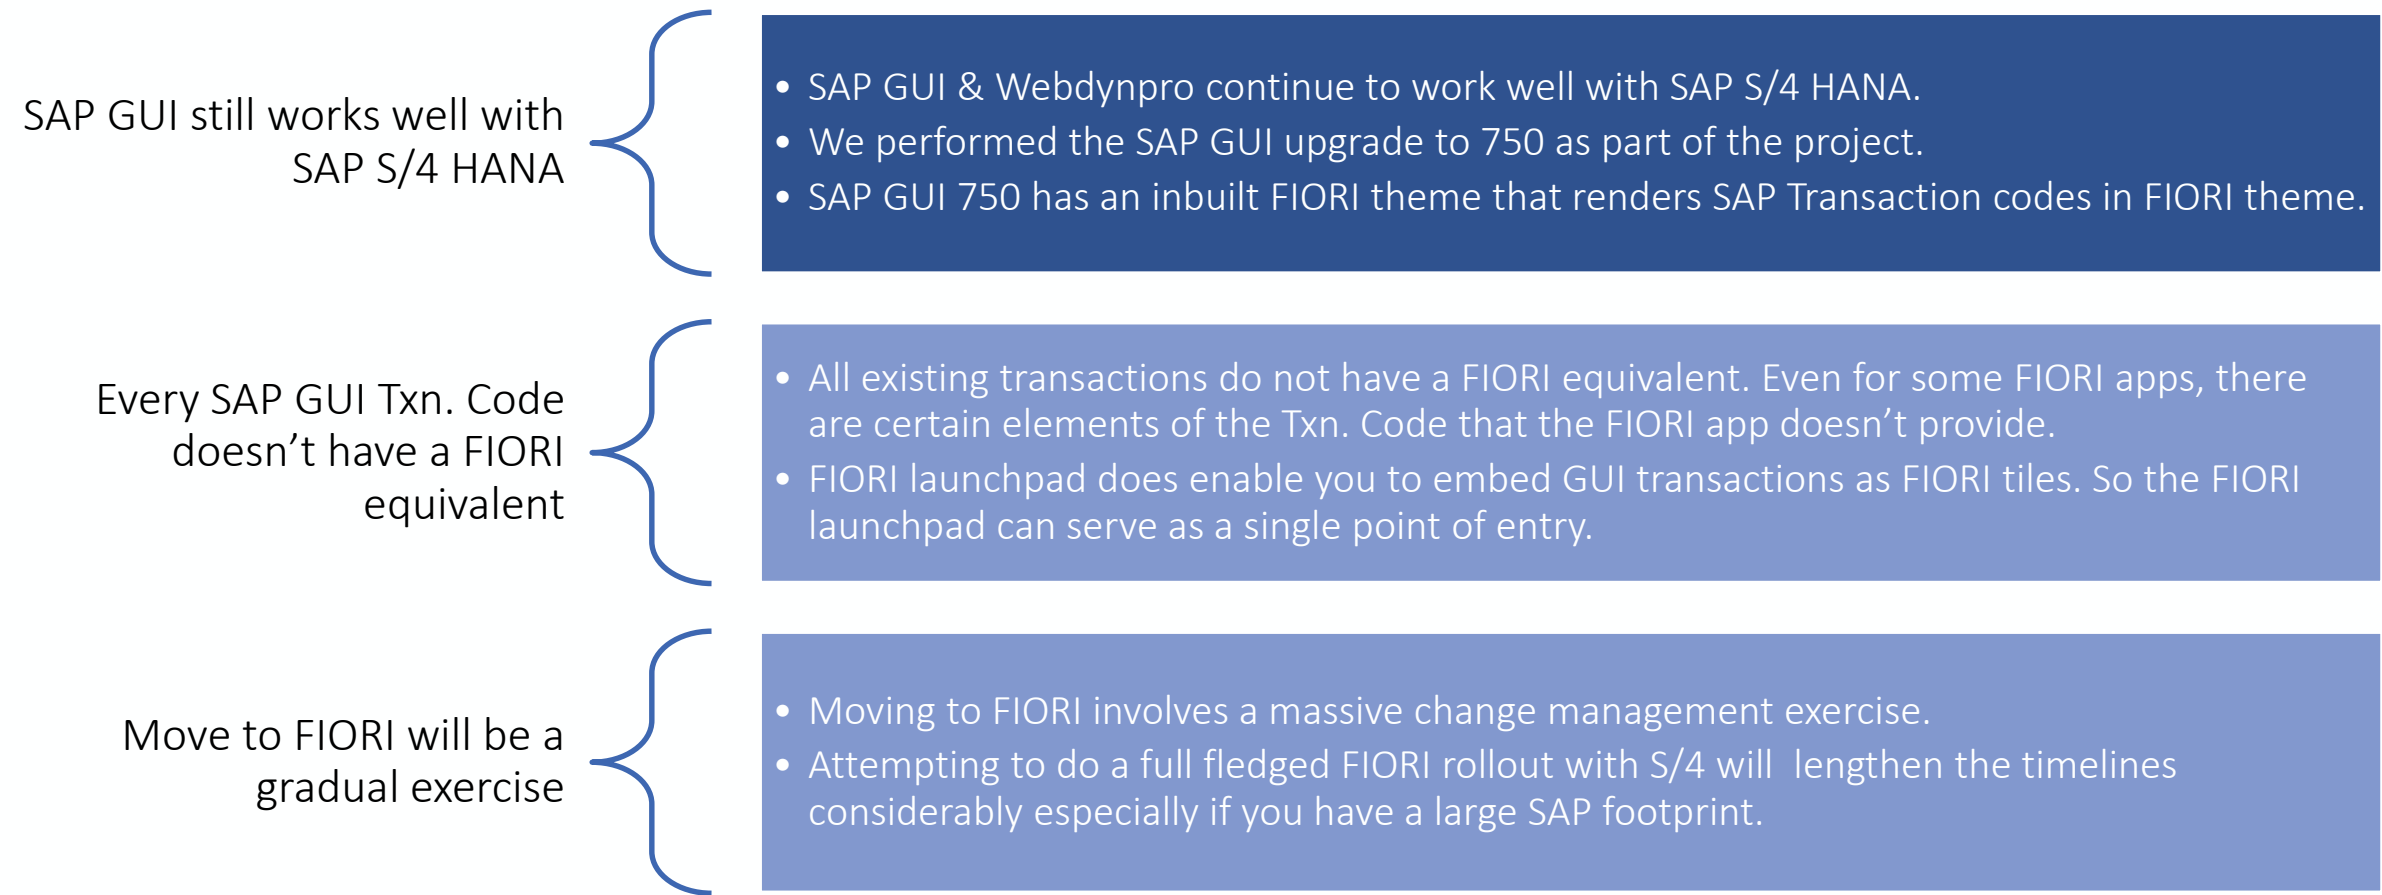 SAP GUI still works well with
SAP S/4 HANA
• SAP GUI & Webdynpro continue to work well with SAP S/4 HANA.
• We performed the SAP GUI upgrade to 750 as part of the project.
• SAP GUI 750 has an inbuilt FIORI theme that renders SAP Transaction codes in FIORI theme.
Every SAP GUI Txn. Code
doesn’t have a FIORI
equivalent
• All existing transactions do not have a FIORI equivalent. Even for some FIORI apps, there
are certain elements of the Txn. Code that the FIORI app doesn’t provide.
• FIORI launchpad does enable you to embed GUI transactions as FIORI tiles. So the FIORI
launchpad can serve as a single point of entry.
Move to FIORI will be a
gradual exercise
• Moving to FIORI involves a massive change management exercise.
• Attempting to do a full fledged FIORI rollout with S/4 will  lengthen the timelines
considerably especially if you have a large SAP footprint.